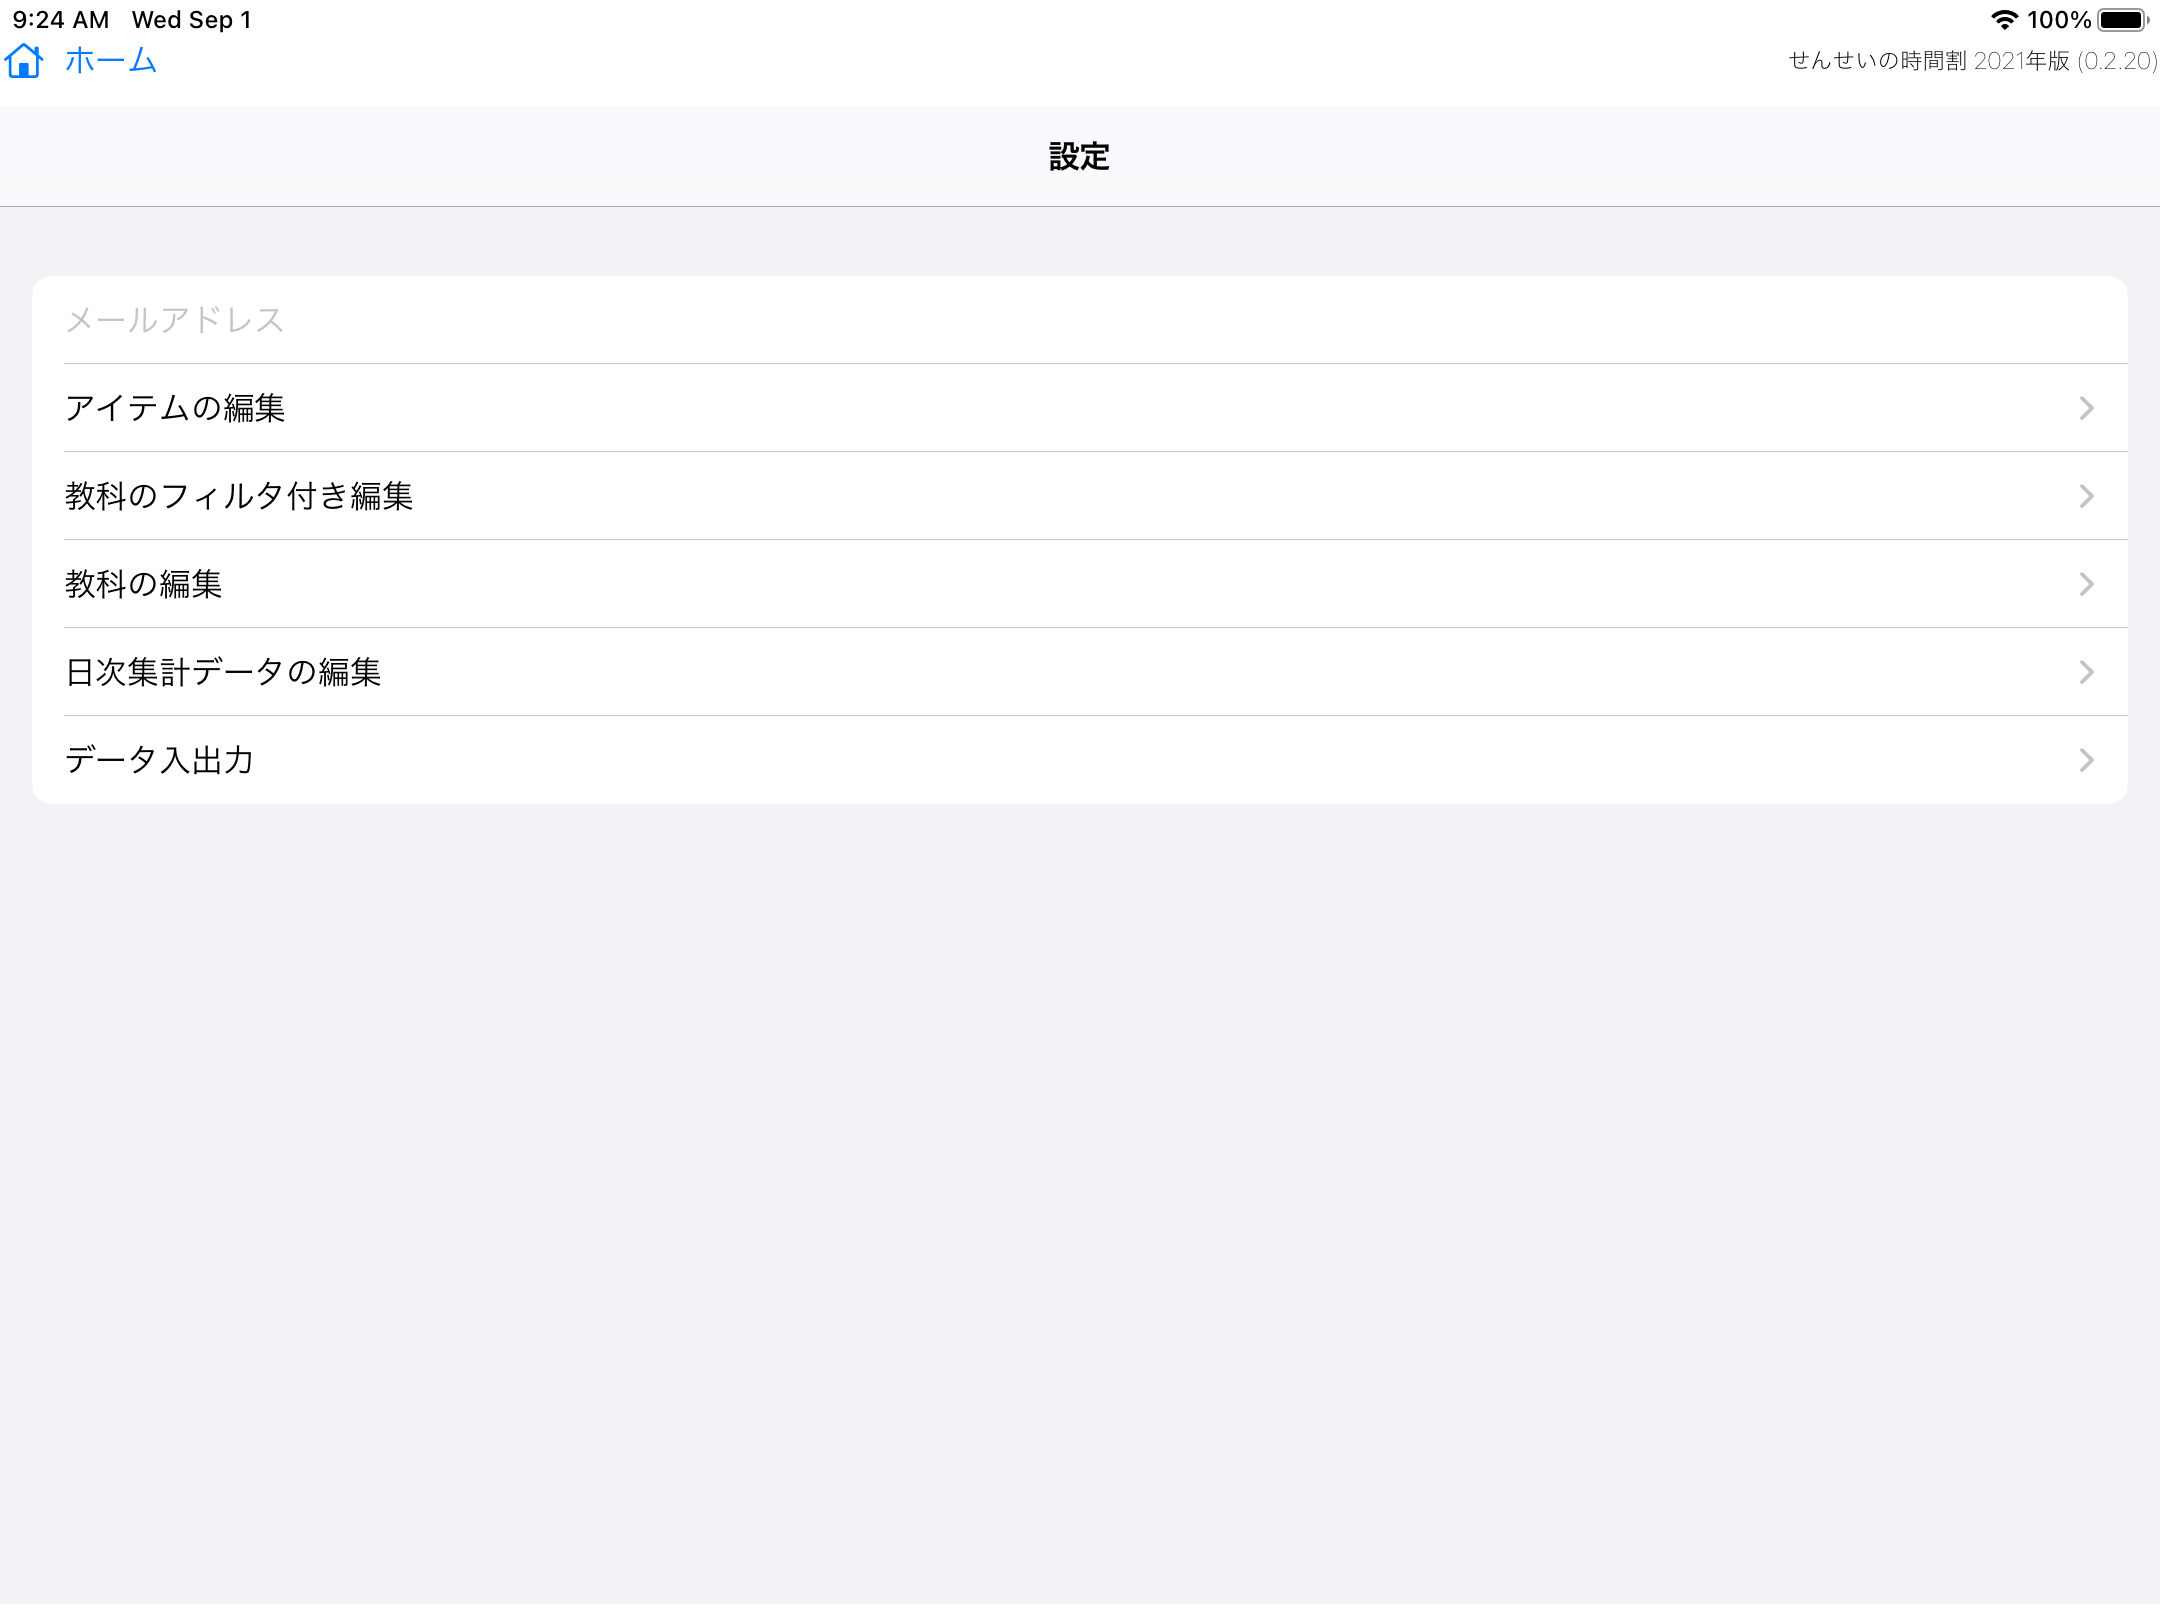 9:24 AM Wed Sep 1 100%
ホーム せんせいの時間割 2021年版 (0.2.20)
設定
メールアドレス
アイテムの編集
教科のフィルタ付き編集
教科の編集
日次集計データの編集
データ入出力